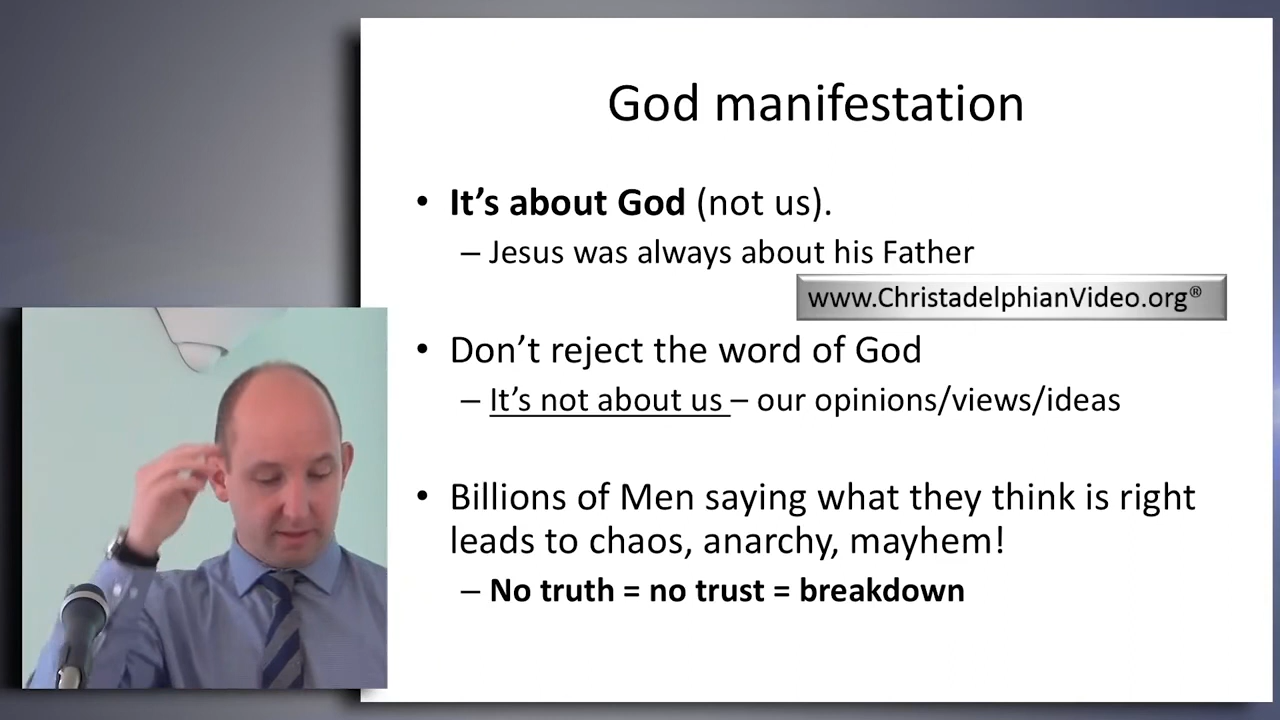 God manifestation
• It’s about God (not us).
– Jesus was always about his Father
www.ChristadelphianVideo.org®
• Don’t reject the word of God
– It’s not about us – our opinions/views/ideas
• Billions of Men saying what they think is right
leads to chaos, anarchy, mayhem!
– No truth = no trust = breakdown